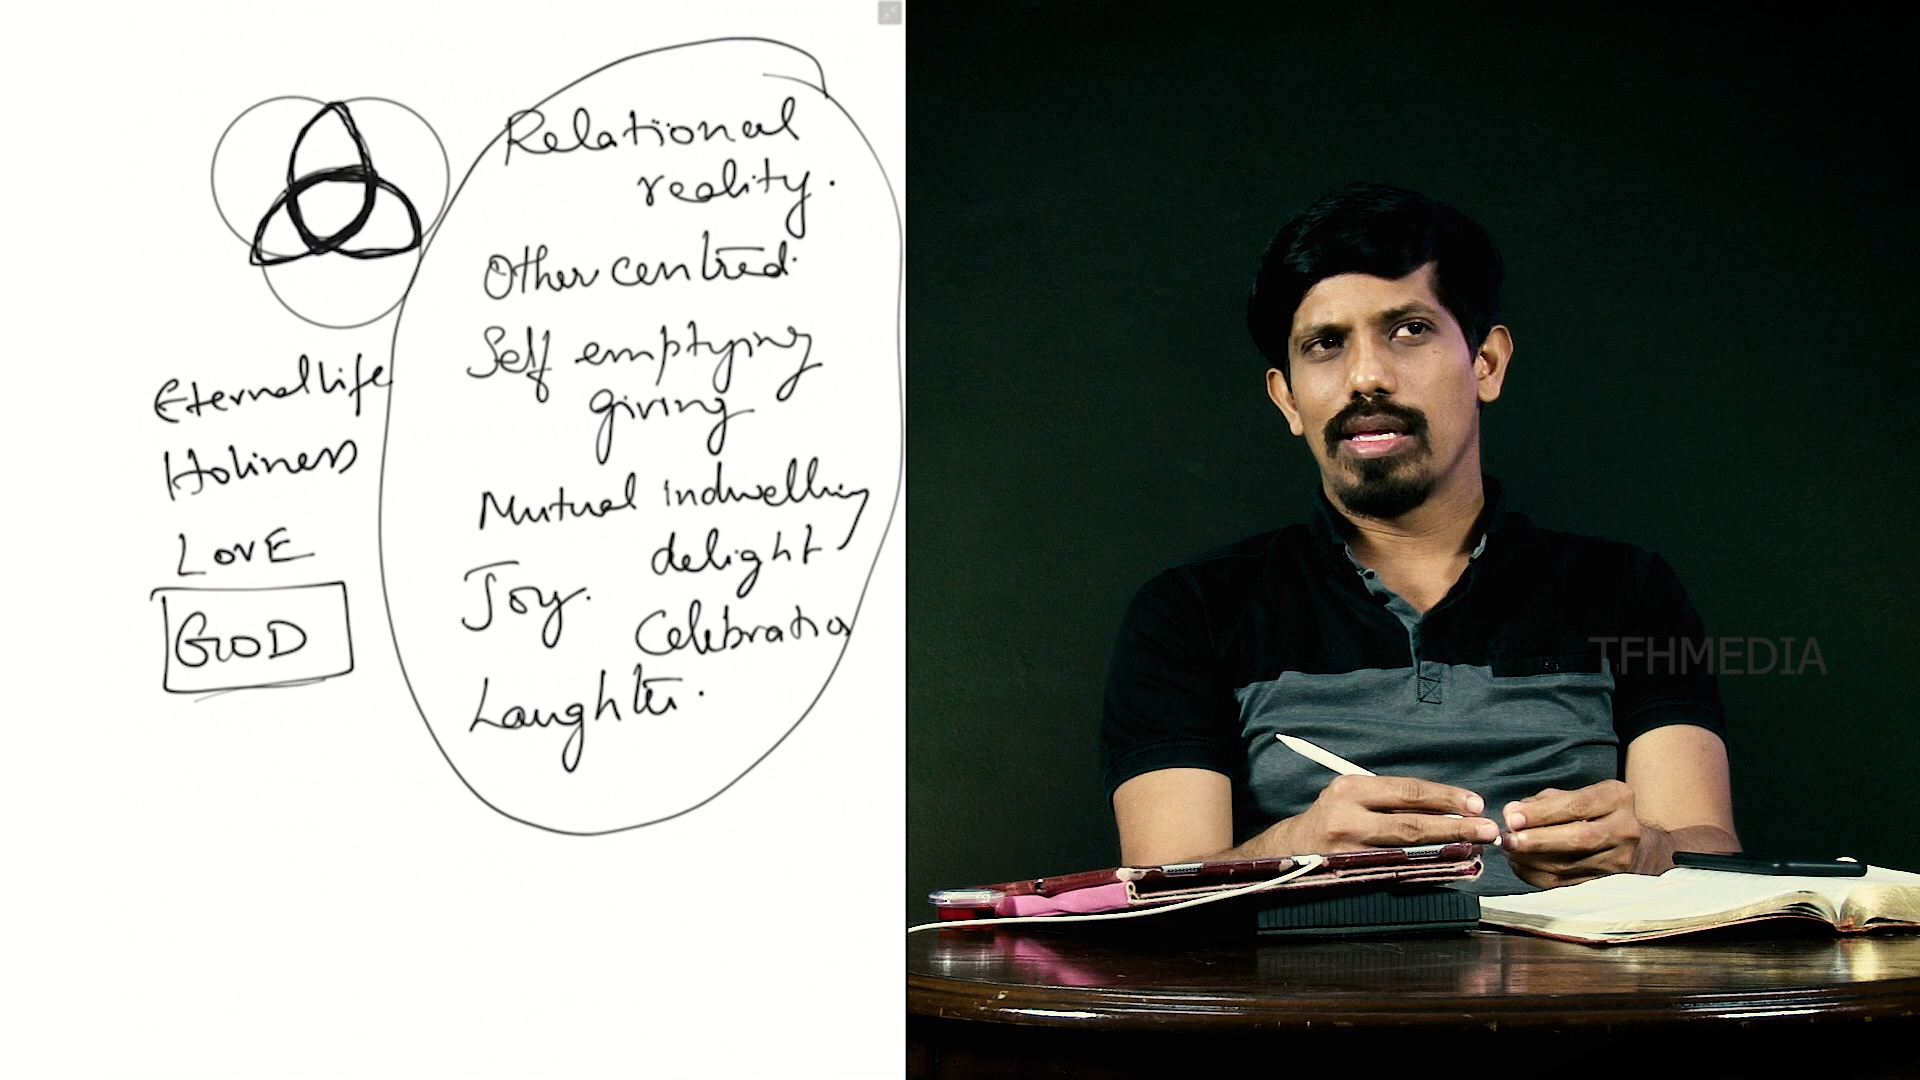 Eternal Life
Holiness
LOVE
GOD
Relational
reality.
Other centred.
Self emptying
giving
Mutual indwelling
delight
Joy.
Celebration
Laughter.
TFHMEDIA